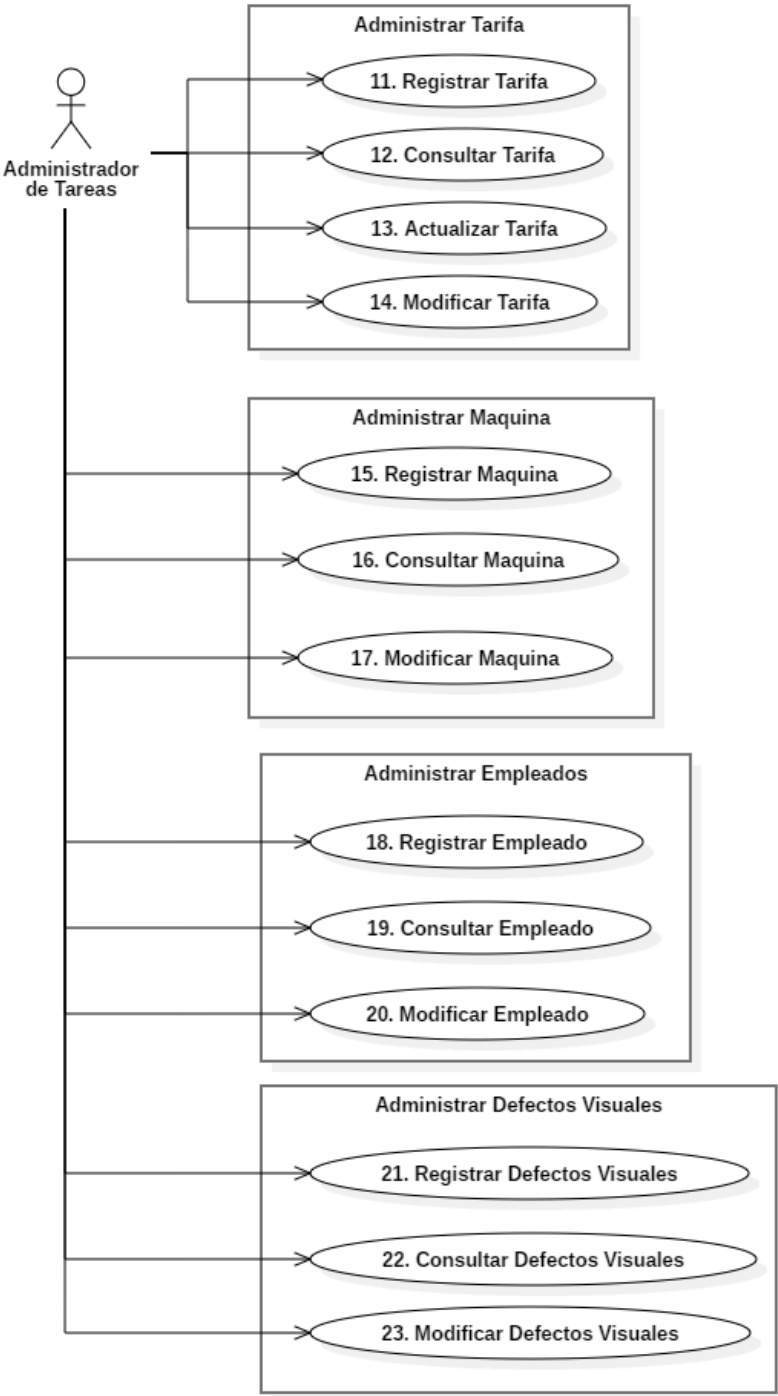 Administrador
de Tareas
Administrar Tarifa
11. Registrar Tarifa
12. Consultar Tarifa
13. Actualizar Tarifa
14. Modificar Tarifa
Administrar Maquina
15. Registrar Maquina
16. Consultar Maquina
17. Modificar Maquina
Administrar Empleados
18. Registrar Empleado
19. Consultar Empleado
20. Modificar Empleado
Administrar Defectos Visuales
21. Registrar Defectos Visuales
22. Consultar Defectos Visuales
23. Modificar Defectos Visuales